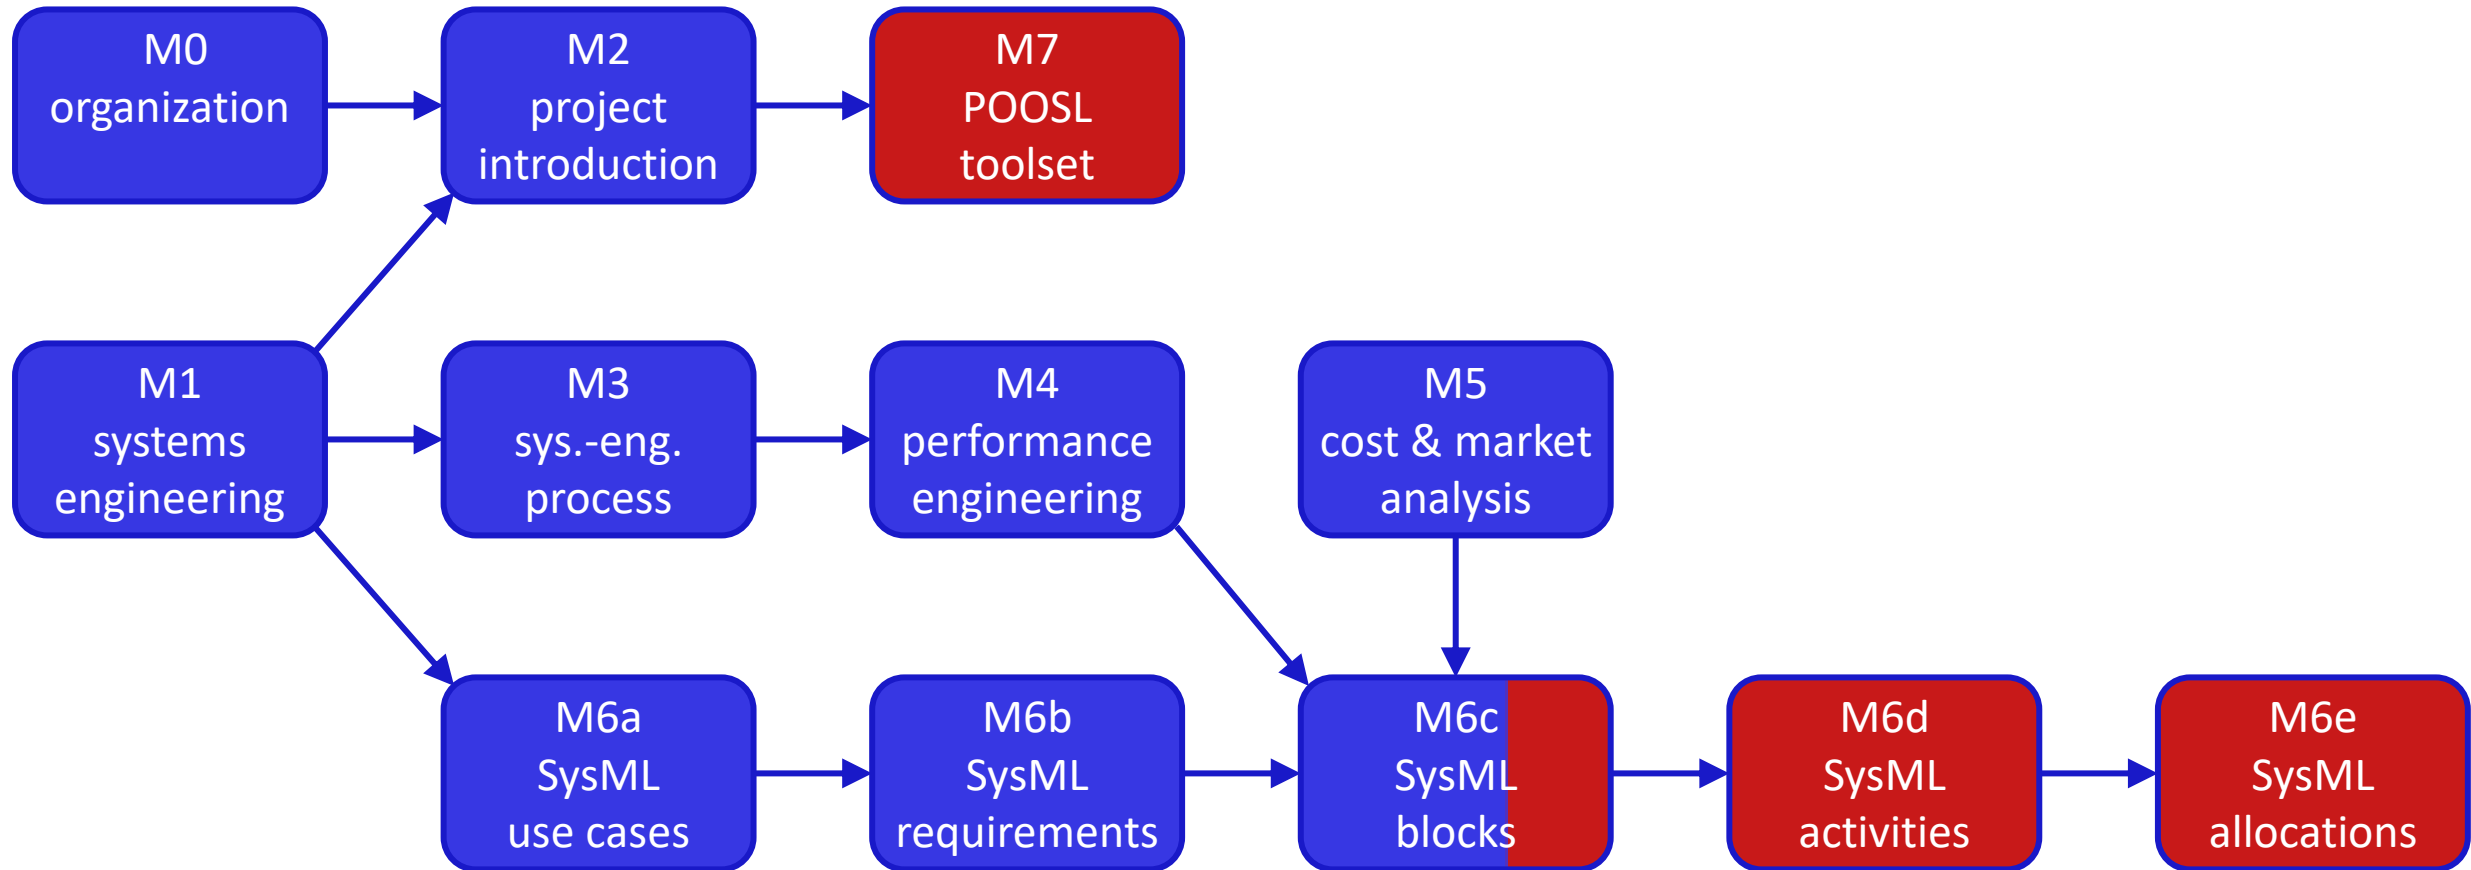 M0
organization
M2
project
introduction
M7
POOSL
toolset
M1
systems
engineering
M3
sys.-eng.
process
M4
performance
engineering
M5
cost & market
analysis
M6a
SysML
use cases
M6b
SysML
requirements
M6c
SysML
blocks
M6d
SysML
activities
M6e
SysML
allocations